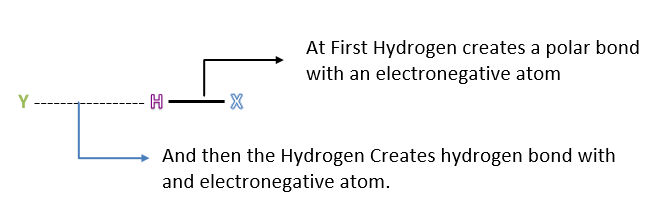 At First Hydrogen creates a polar bond
with an electronegative atom
Y H X
And then the Hydrogen Creates hydrogen bond with
and electronegative atom.